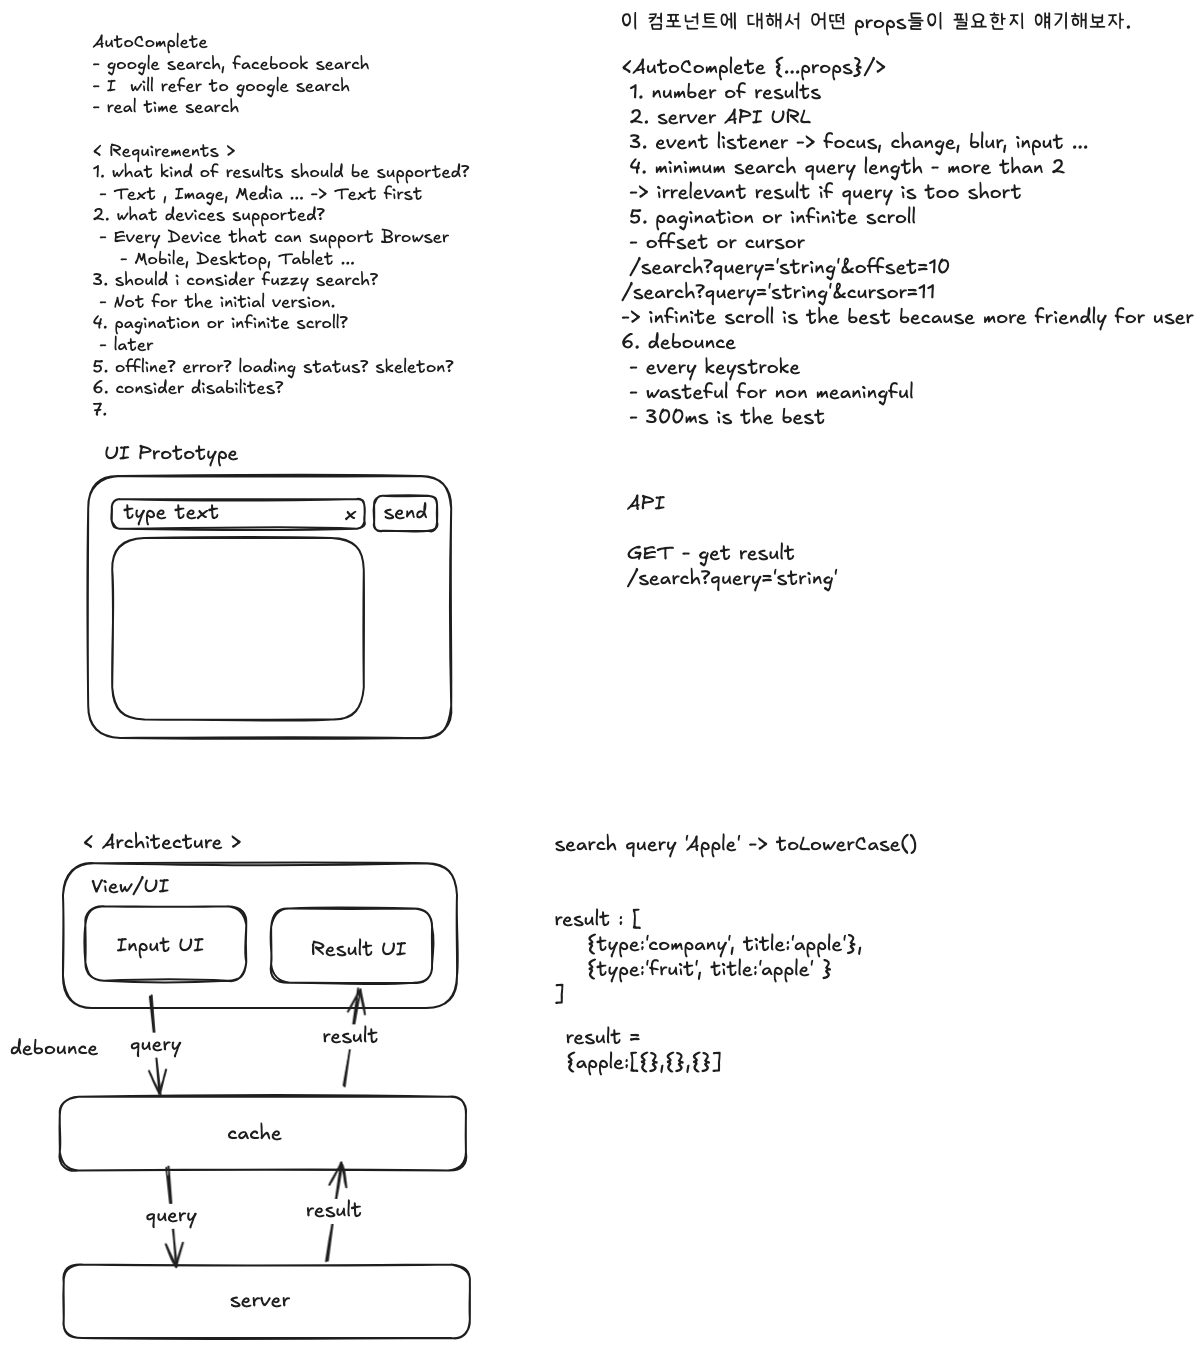 AutoComplete
- google search, facebook search
- I will refer to google search
- real time search
< Requirements >
1. what kind of results should be supported?
- Text , Image, Media ... -> Text first
2. what devices supported?
- Every Device that can support Browser
- Mobile, Desktop, Tablet ...
3. should i consider fuzzy search?
- Not for the initial version.
4. pagination or infinite scroll?
- later
5. offline? error? loading status? skeleton?
6. consider disabilites?
7.
UI Prototype
type text x send
이 컴포넌트에 대해서 어떤 props들이 필요한지 얘기해보자.
<AutoComplete {...props}/>
1. number of results
2. server API URL
3. event listener -> focus, change, blur, input ...
4. minimum search query length - more than 2
-> irrelevant result if query is too short
5. pagination or infinite scroll
- offset or cursor
/search?query='string'&offset=10
/search?query='string'&cursor=11
-> infinite scroll is the best because more friendly for user
6. debounce
- every keystroke
- wasteful for non meaningful
- 300ms is the best
API
GET - get result
/search?query='string'
< Architecture >
View/UI
Input UI Result UI
debounce query result
cache
query result
server
search query 'Apple' -> toLowerCase()
result : [
{type:'company', title:'apple'},
{type:'fruit', title:'apple' }
]
result =
{apple:[{},{},{}]